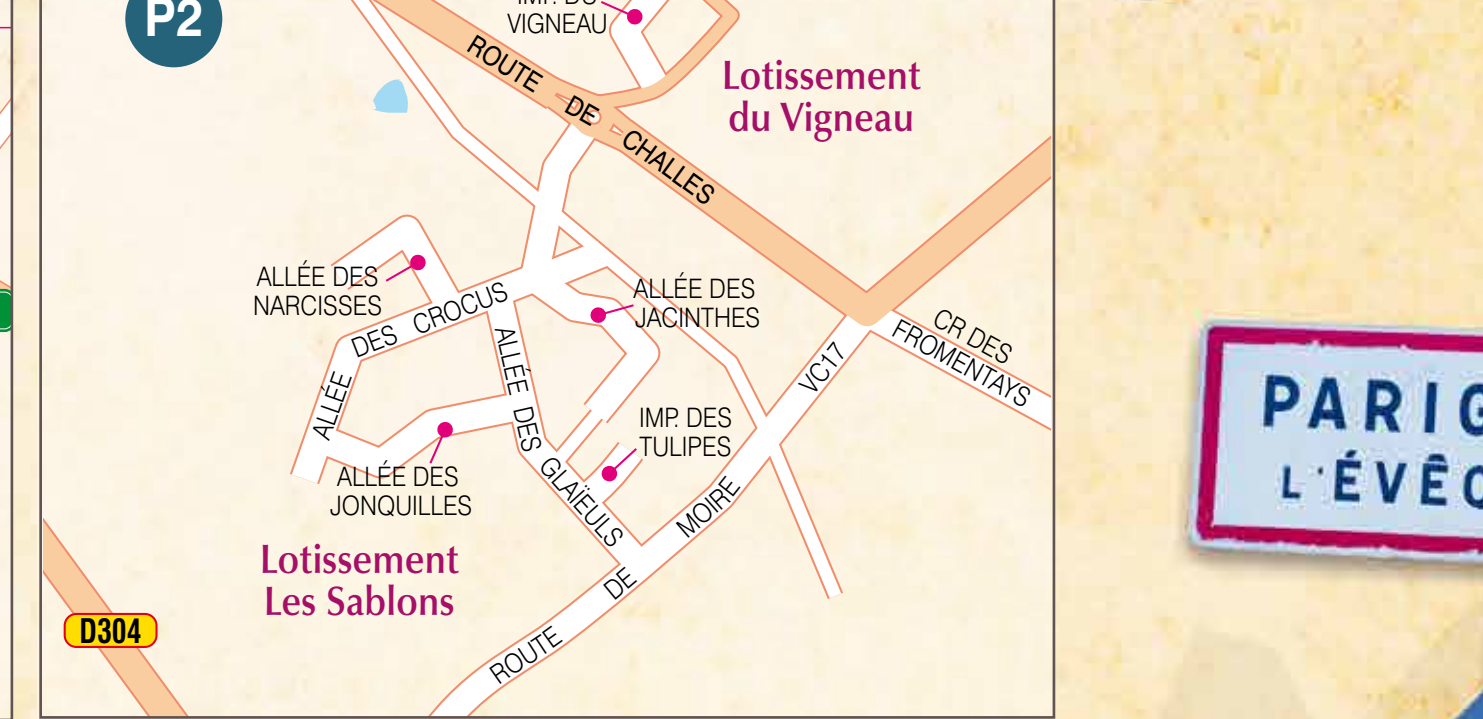 P2
VIGNEAU
ROUTE DE CHALLES
Lotissement
du Vigneau
ALLÉE DES
NARCISSES
ALLÉE DES CROCUS
ALLÉE DES
JACINTHES
CR DES
FROMENTAYS
VC17
ALLÉE DES GLAÏEULS
IMP. DES
TULIPES
ALLÉE DES
JONQUILLES
ROUTE DE MOIRE
Lotissement
Les Sablons
D304
PARIG
L'ÉVÊ